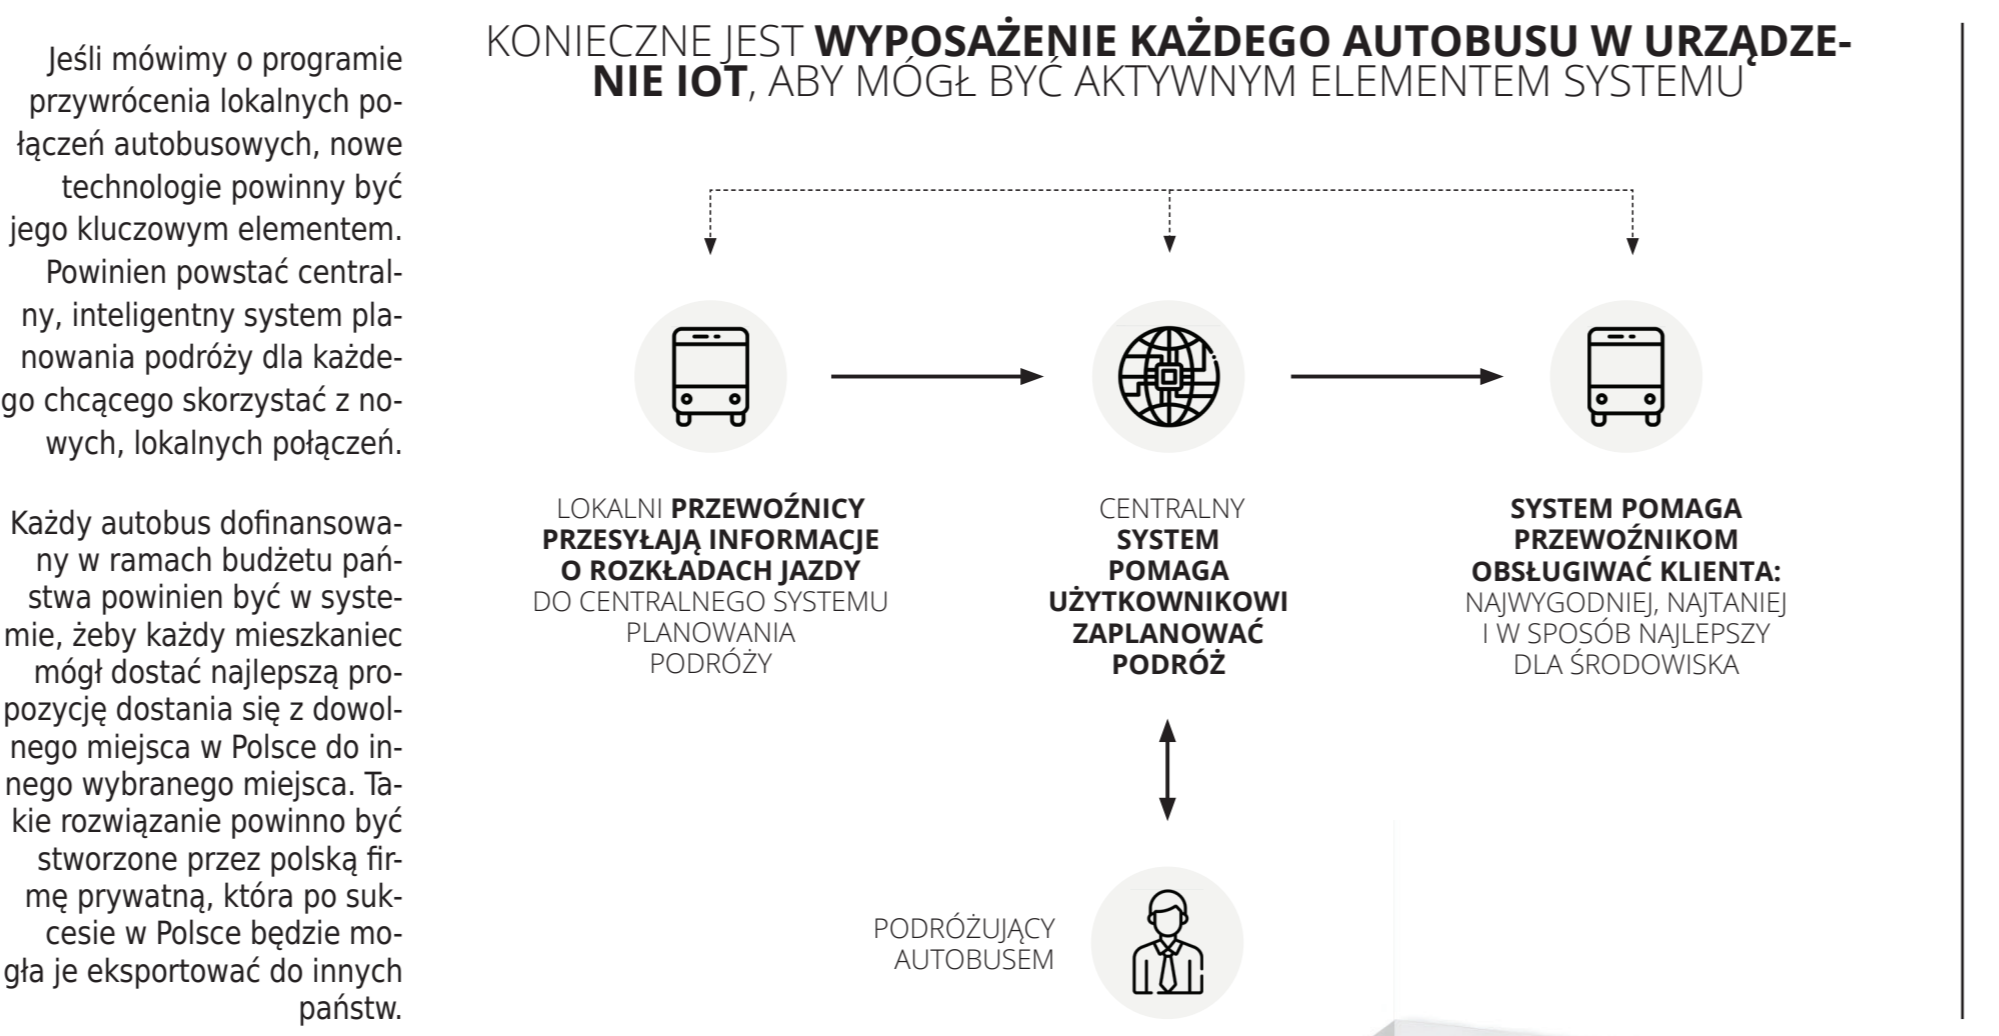 Jeśli mówimy o programie
przywrócenia lokalnych po-
łączeń autobusowych, nowe
technologie powinny być
jego kluczowym elementem.
Powinien powstać central-
ny, inteligentny system pla-
nowania podróży dla każde-
go chcącego skorzystać z no-
wych, lokalnych połączeń.
Każdy autobus dofinansowa-
ny w ramach budżetu pań-
stwa powinien być w syste-
mie, żeby każdy mieszkaniec
mógł dostać najlepszą pro-
pozycję dostania się z dowol-
nego miejsca w Polsce do in-
nego wybranego miejsca. Ta-
kie rozwiązanie powinno być
stworzone przez polską fir-
mę prywatną, która po suk-
cesie w Polsce będzie mo-
gła je eksportować do innych
państw.
KONIECZNE JEST WYPOSAŻENIE KAŻDEGO AUTOBUSU W URZĄDZE-
NIE IOT, ABY MÓGŁ BYĆ AKTYWNYM ELEMENTEM SYSTEMU
LOKALNI PRZEWOŹNICY
PRZESYŁAJĄ INFORMACJE
O ROZKŁADACH JAZDY
DO CENTRALNEGO SYSTEMU
PLANOWANIA
PODRÓŻY
CENTRALNY
SYSTEM
POMAGA
UŻYTKOWNIKOWI
ZAPLANOWAĆ
PODRÓŻ
SYSTEM POMAGA
PRZEWOŹNIKOM
OBSŁUGIWAĆ KLIENTA:
NAJWYGODNIEJ, NAJTANIEJ
I W SPOSÓB NAJLEPSZY
DLA ŚRODOWISKA
PODRÓŻUJĄCY
AUTOBUSEM